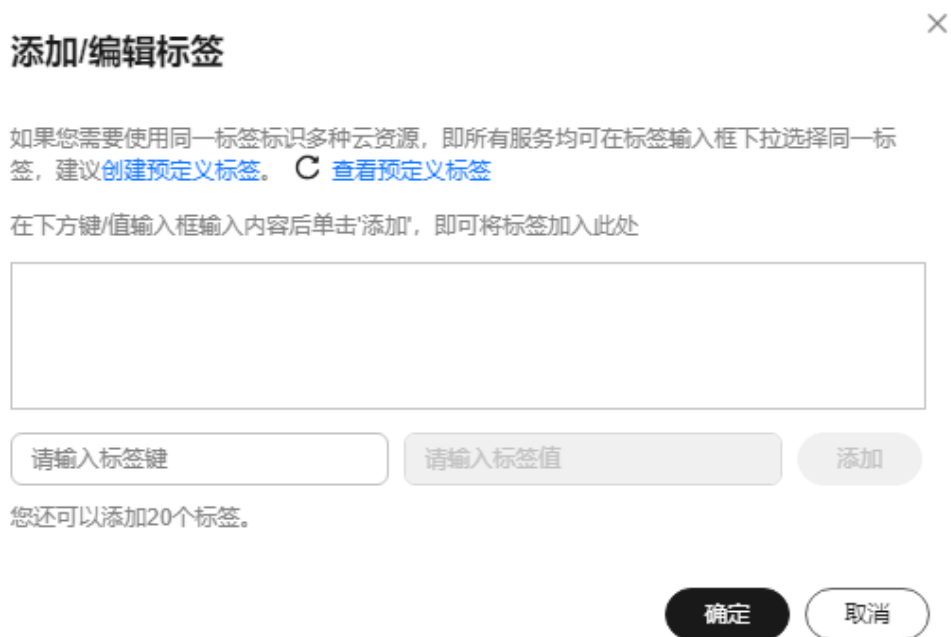 添加/编辑标签
如果您需要使用同一标签标识多种云资源，即所有服务均可在标签输入框下拉选择同一标
签，建议创建预定义标签。 查看预定义标签
在下方键/值输入框输入内容后单击'添加'，即可将标签加入此处
请输入标签键 请输入标签值 添加
您还可以添加20个标签。
确定 取消